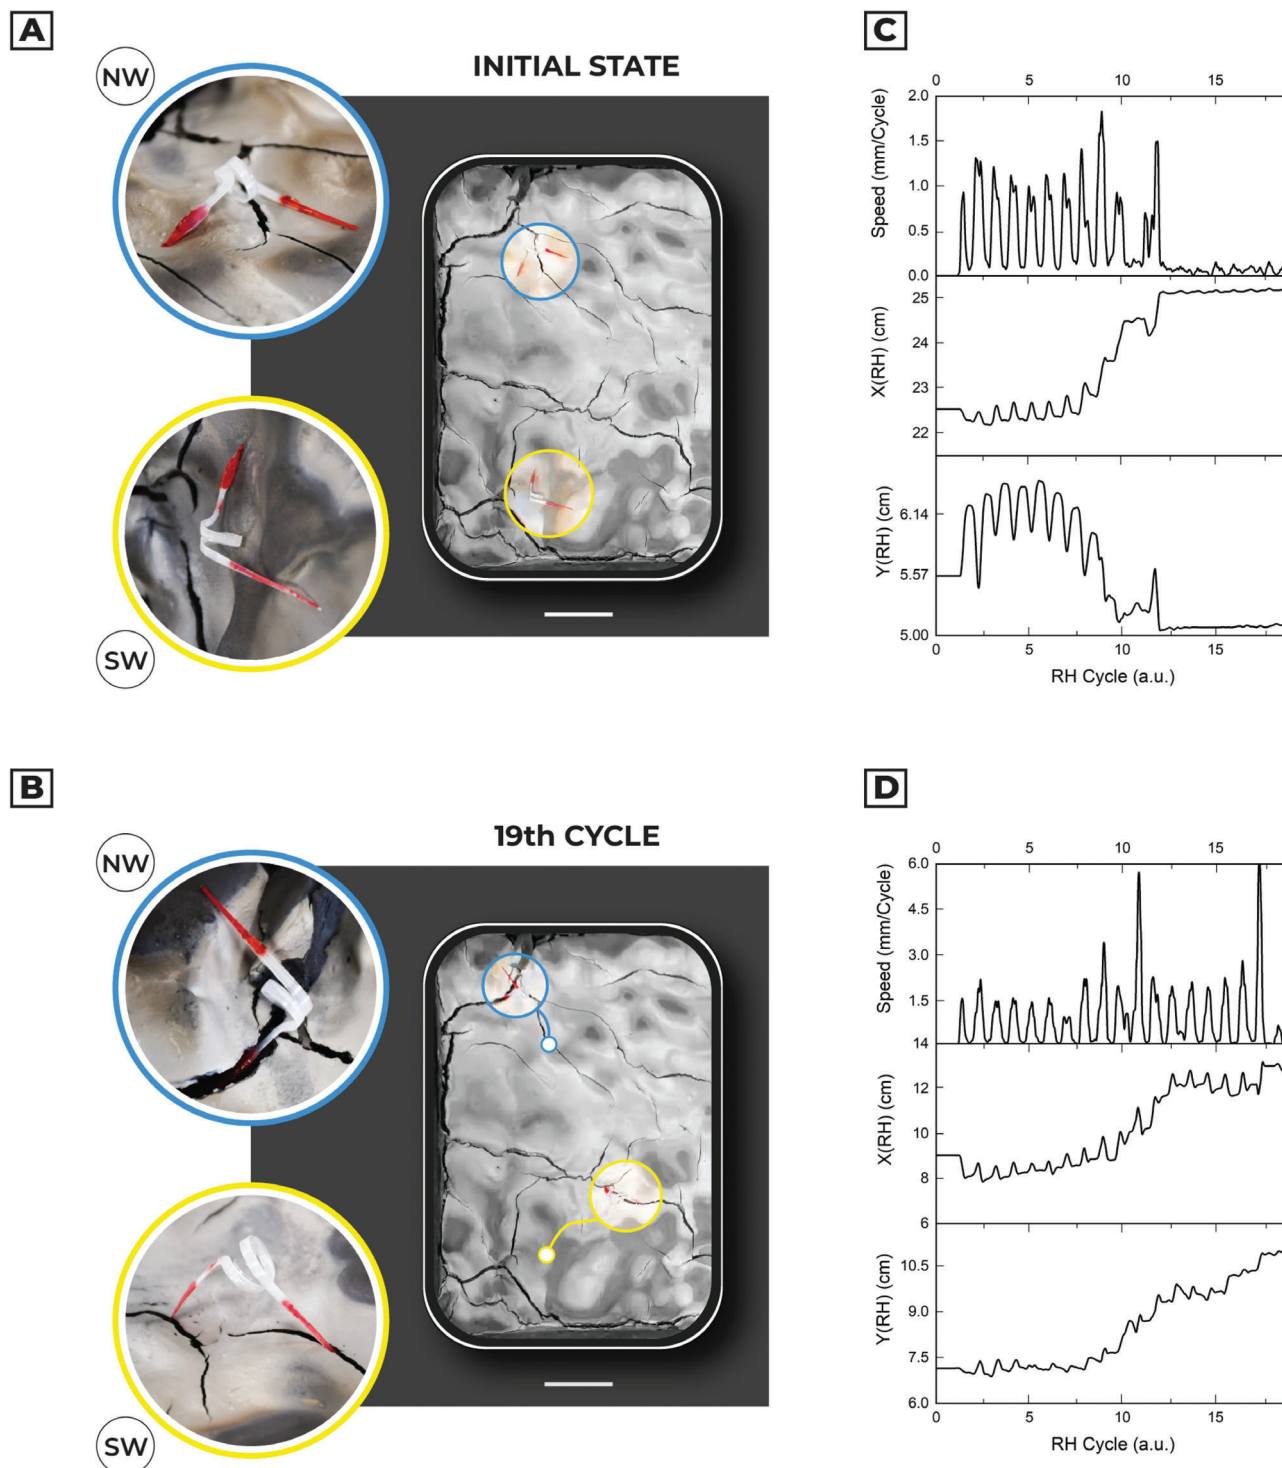 A
NW
INITIAL STATE
SW
C
0 5 10 15
2.0
1.5
1.0
0.5
0.0
Speed (mm/Cycle)
25
24
23
22
X(RH) (cm)
6.14
5.57
5.00
Y(RH) (cm)
0 5 10 15
RH Cycle (a.u.)
B
NW
19th CYCLE
SW
D
0 5 10 15
6.0
4.5
3.0
1.5
14
Speed (mm/Cycle)
12
10
8
6
X(RH) (cm)
10.5
9.0
7.5
6.0
Y(RH) (cm)
0 5 10 15
RH Cycle (a.u.)